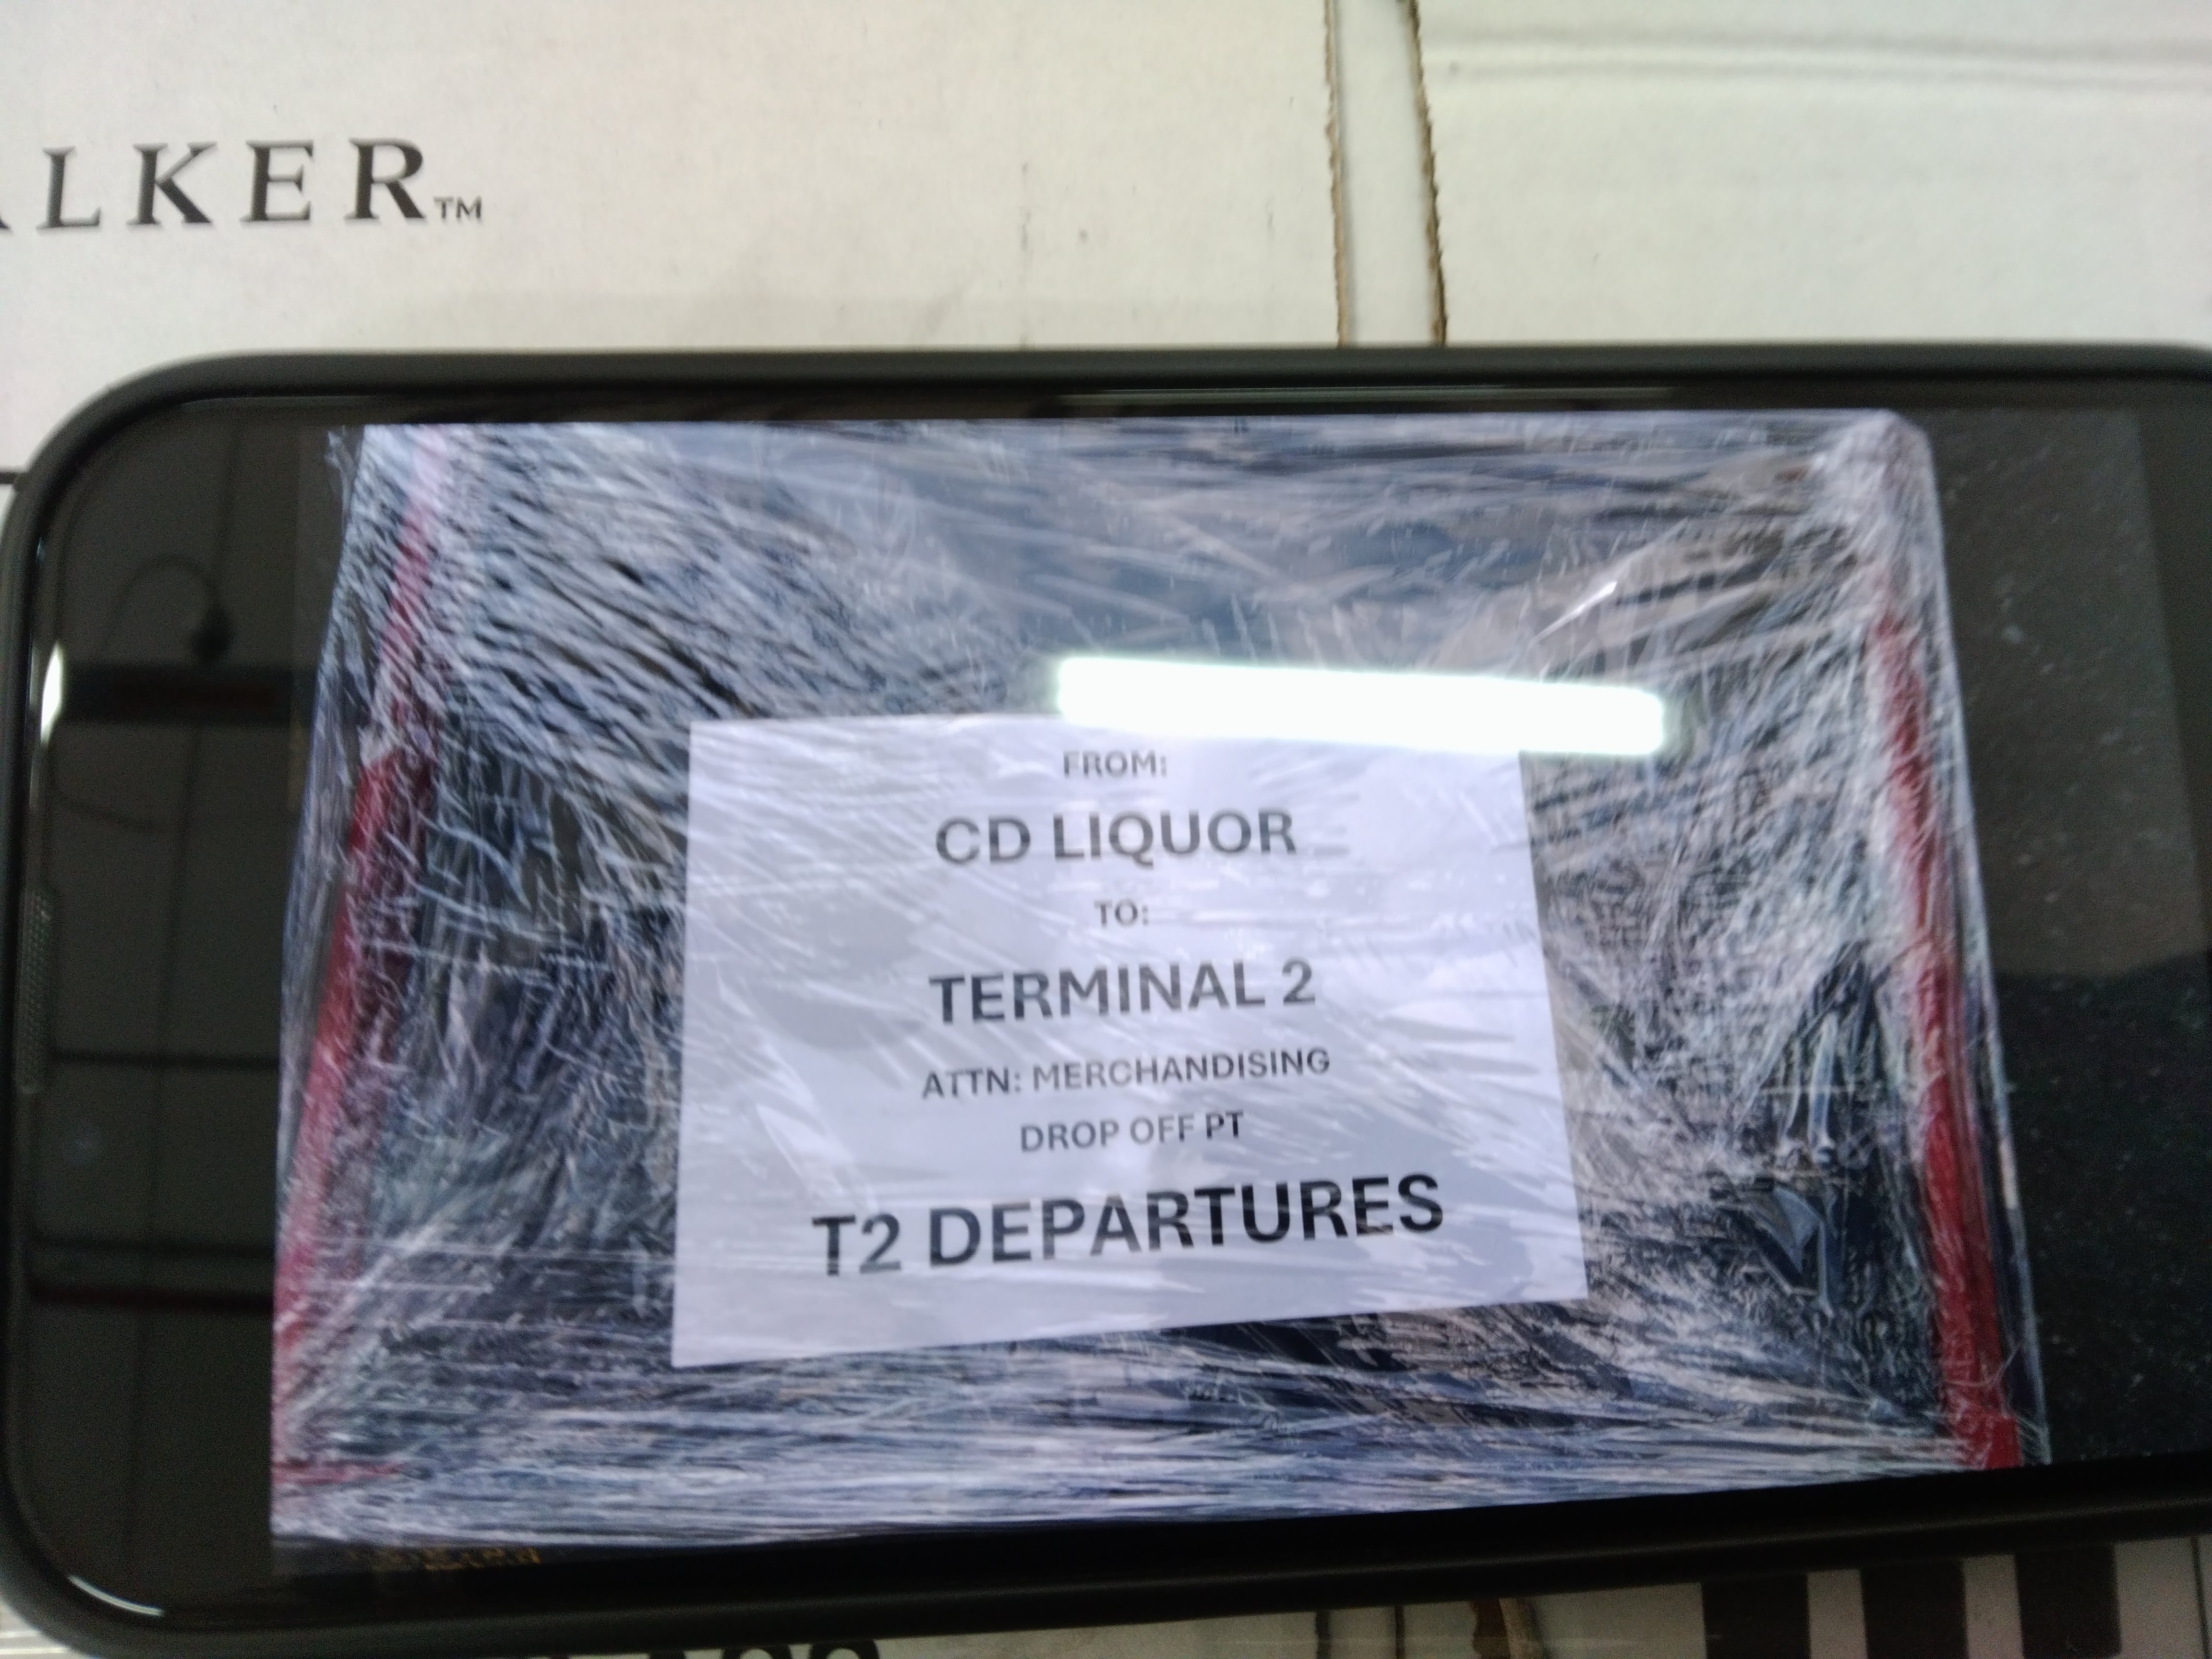 ALKER™
FROM:
CD LIQUOR
TO:
TERMINAL 2
ATTN: MERCHANDISING
DROP OFF PT
T2 DEPARTURES